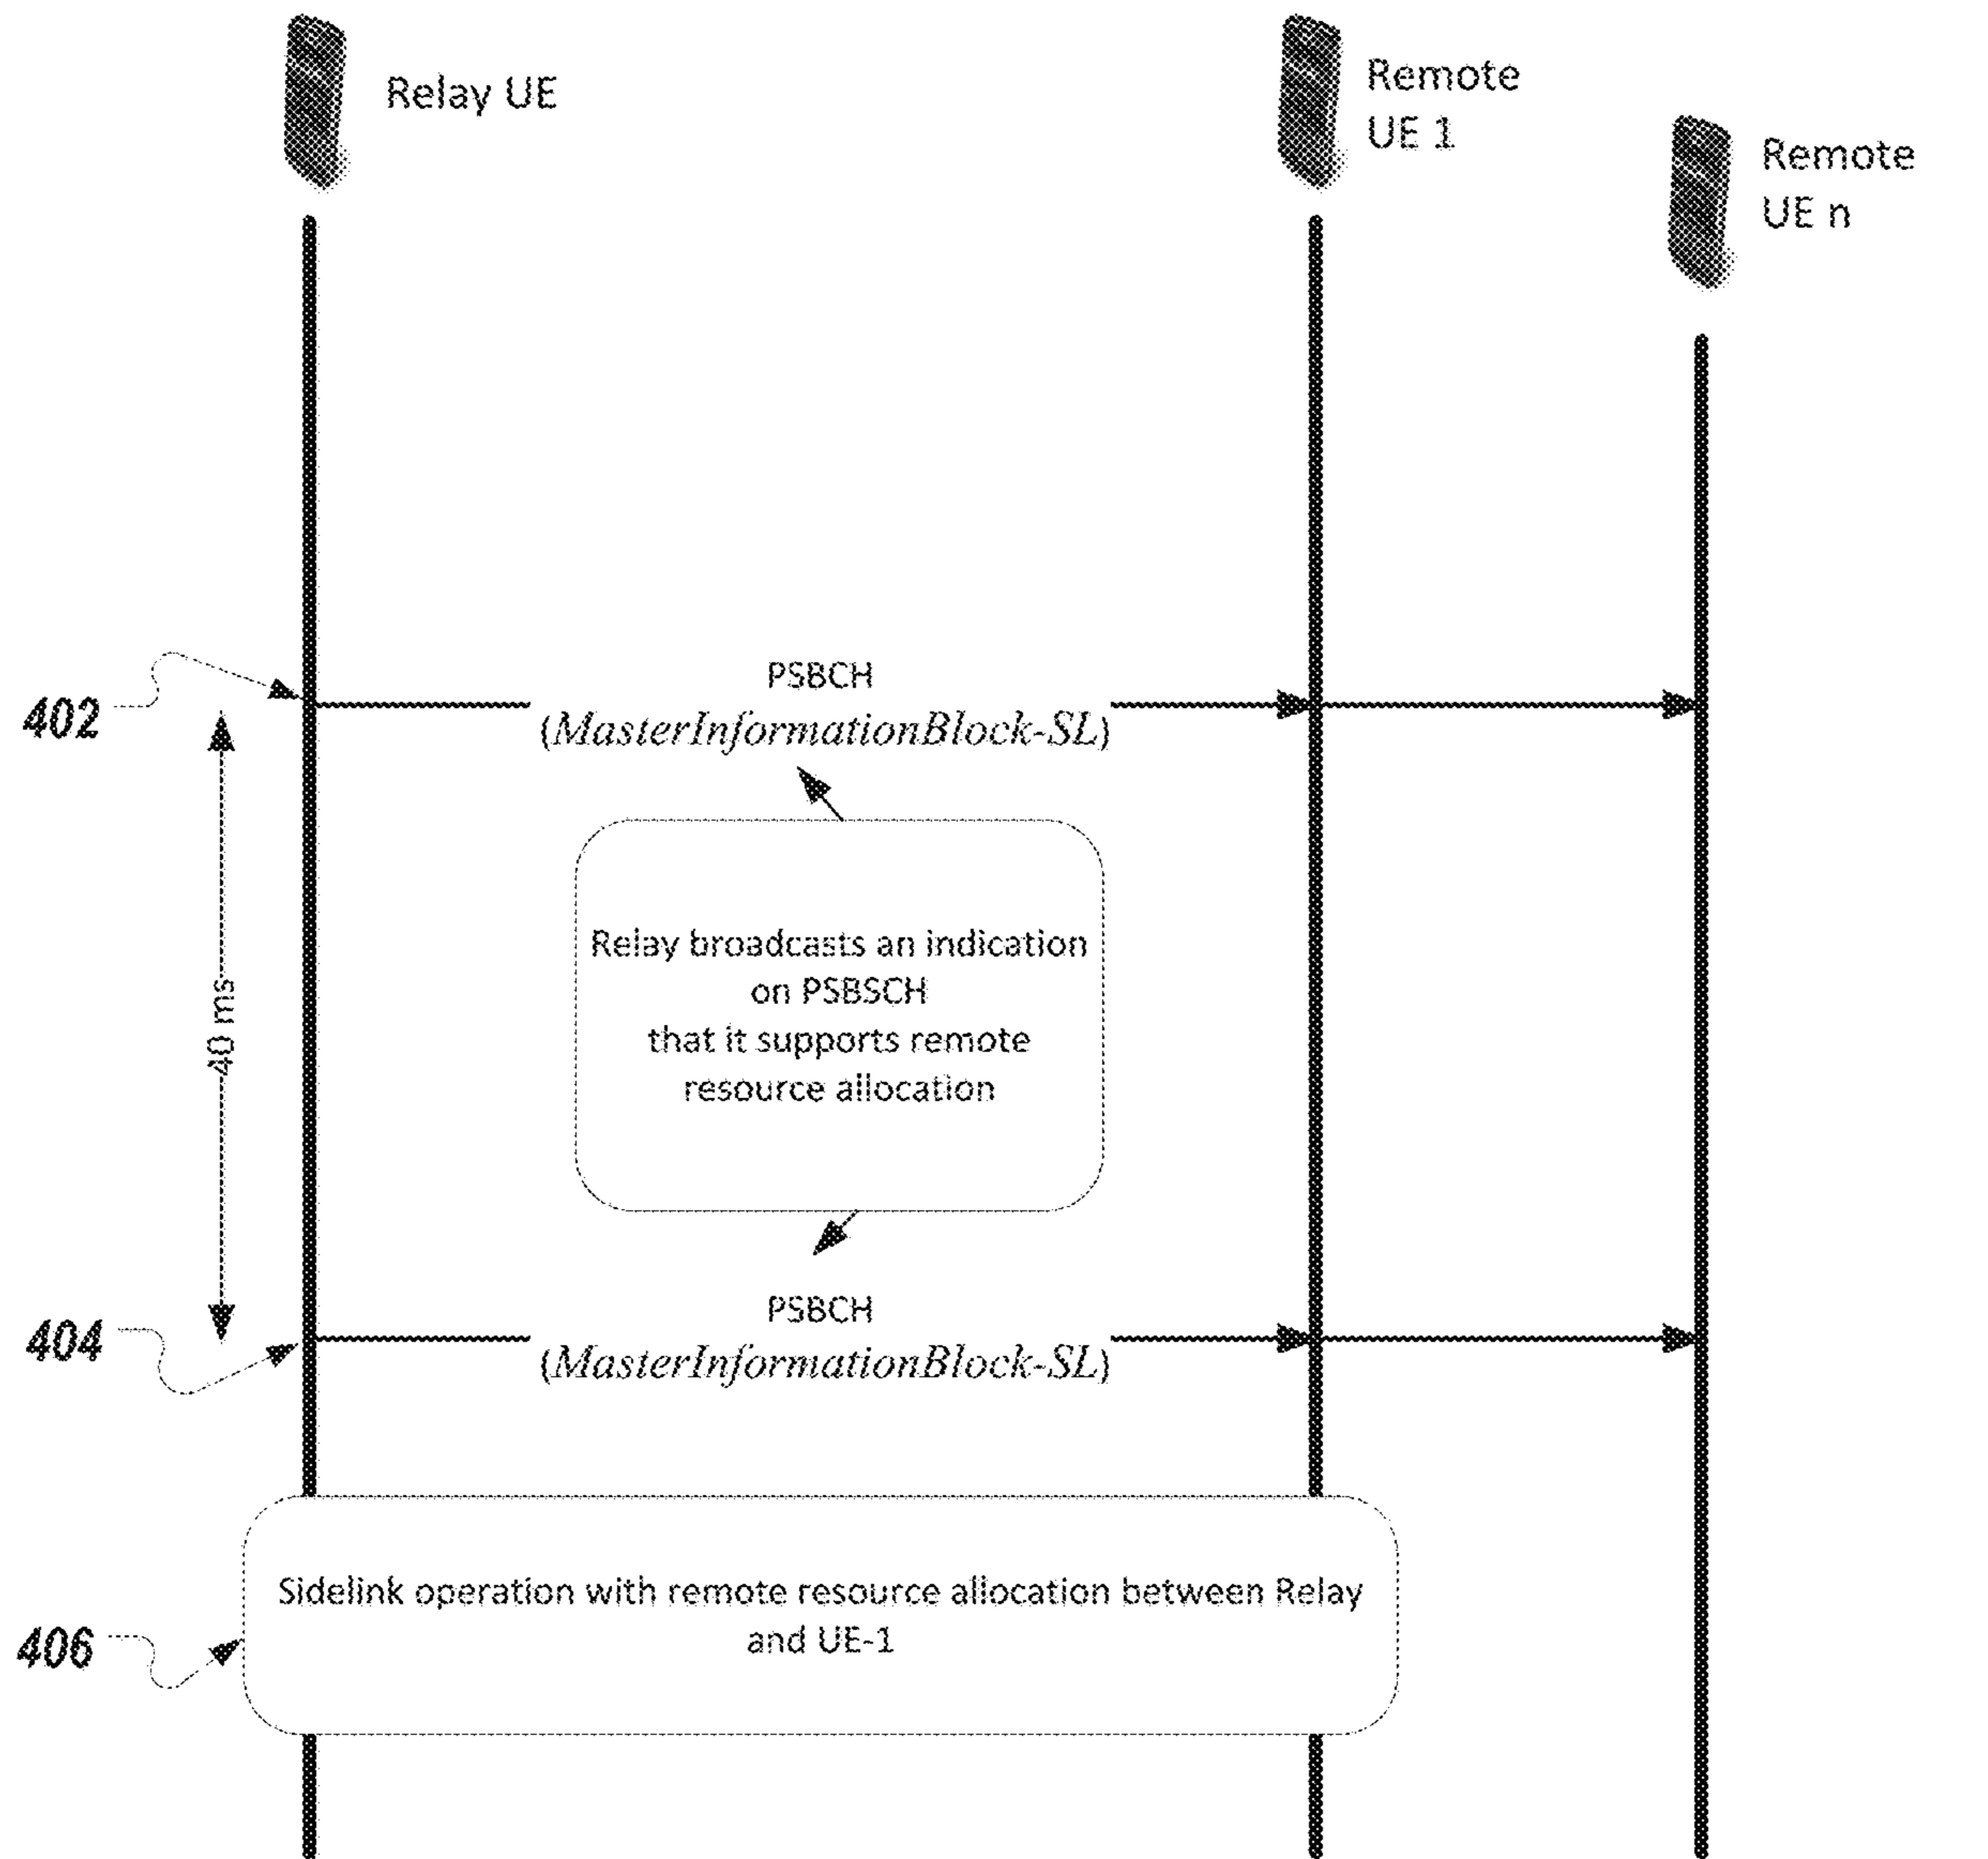 Relay UE
Remote
UE 1
Remote
UE n
402
PSBCH
(MasterInformationBlock-SL)
40 ms
Relay broadcasts an indication
on PSBSCH
that it supports remote
resource allocation
404
PSBCH
(MasterInformationBlock-SL)
406
Sidelink operation with remote resource allocation between Relay
and UE-1